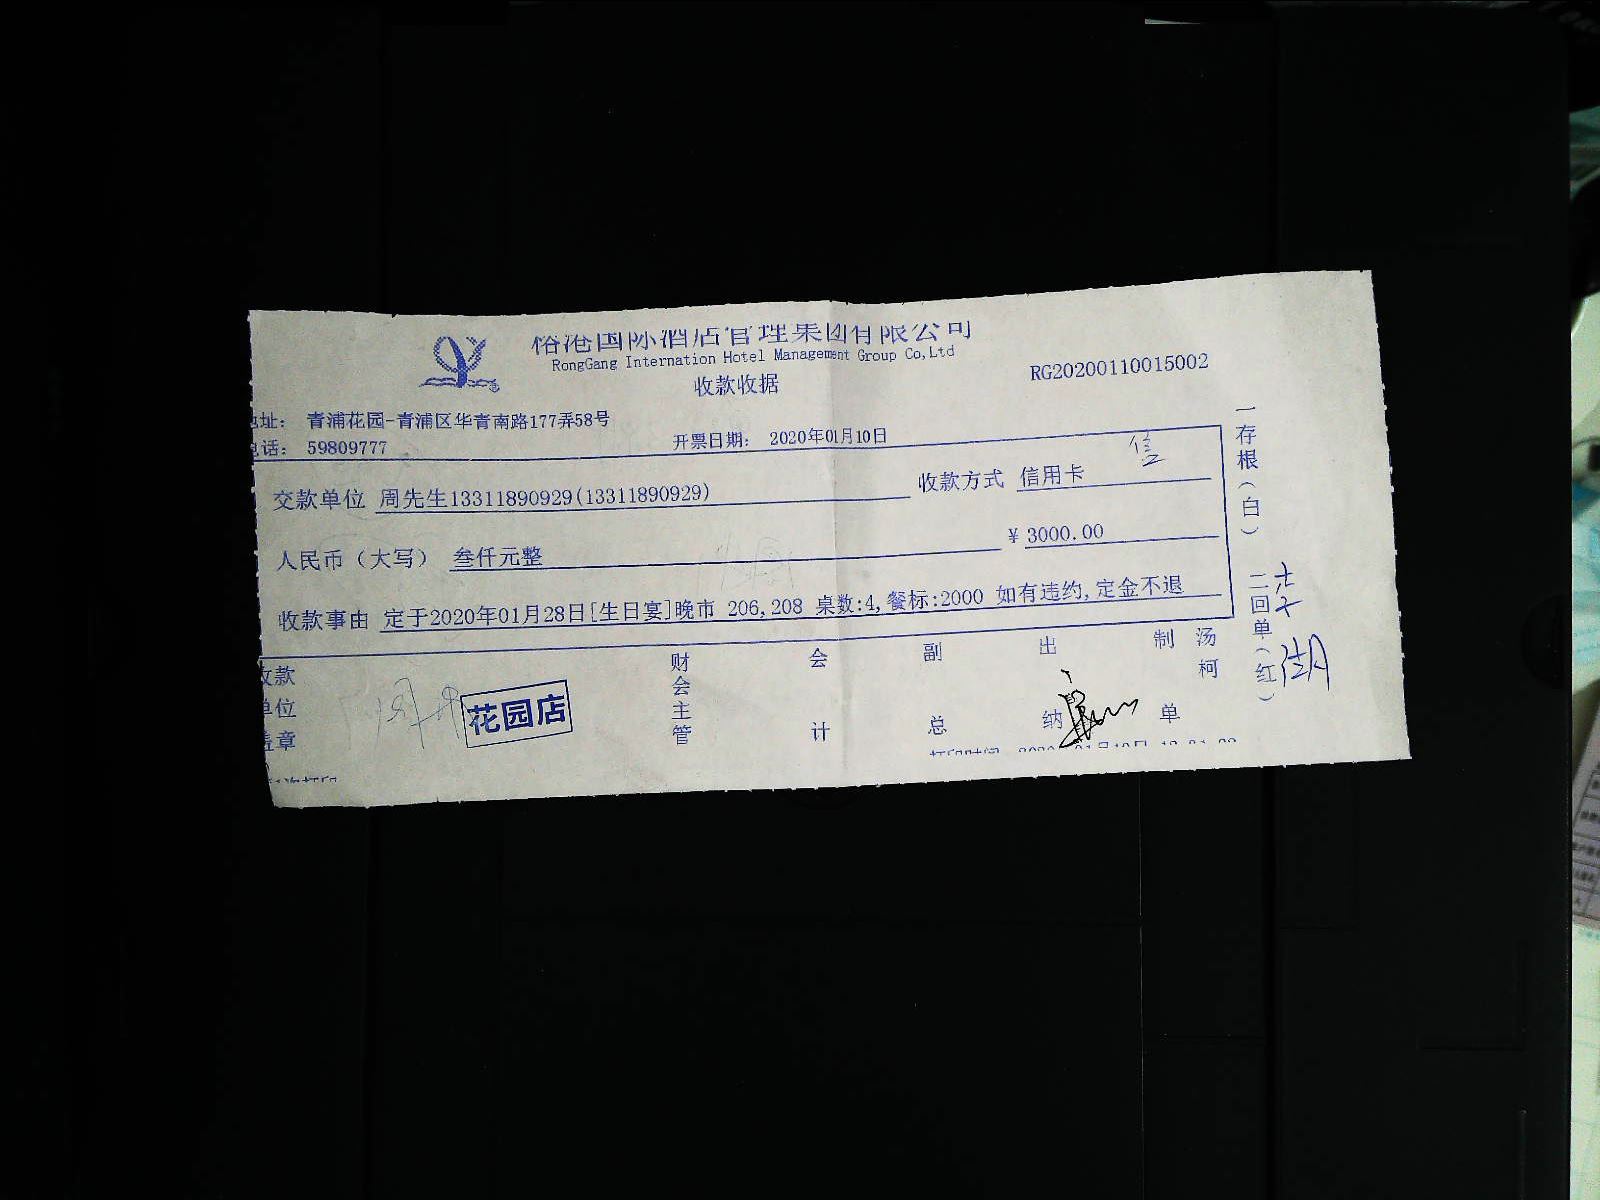 国际酒店管理集团有限公司
RongGang Internation Hotel Management Group Co,Ltd
收款收据
RG20200110015002
址： 青浦花园-青浦区华青南路177弄58号
话： 59809777
开票日期： 2020年01月10日
交款单位 周先生13311890929(13311890929)
收款方式 信用卡
信
人民币（大写） 叁仟元整
￥3000.00
收款事由 定于2020年01月28日[生日宴]晚市 206,208 桌数:4,餐标:2000 如有违约,定金不退
一存根（白）
二回单（红）
收款单位盖章
花园店
财会主管
会计
副总
出纳
制单
汤柯